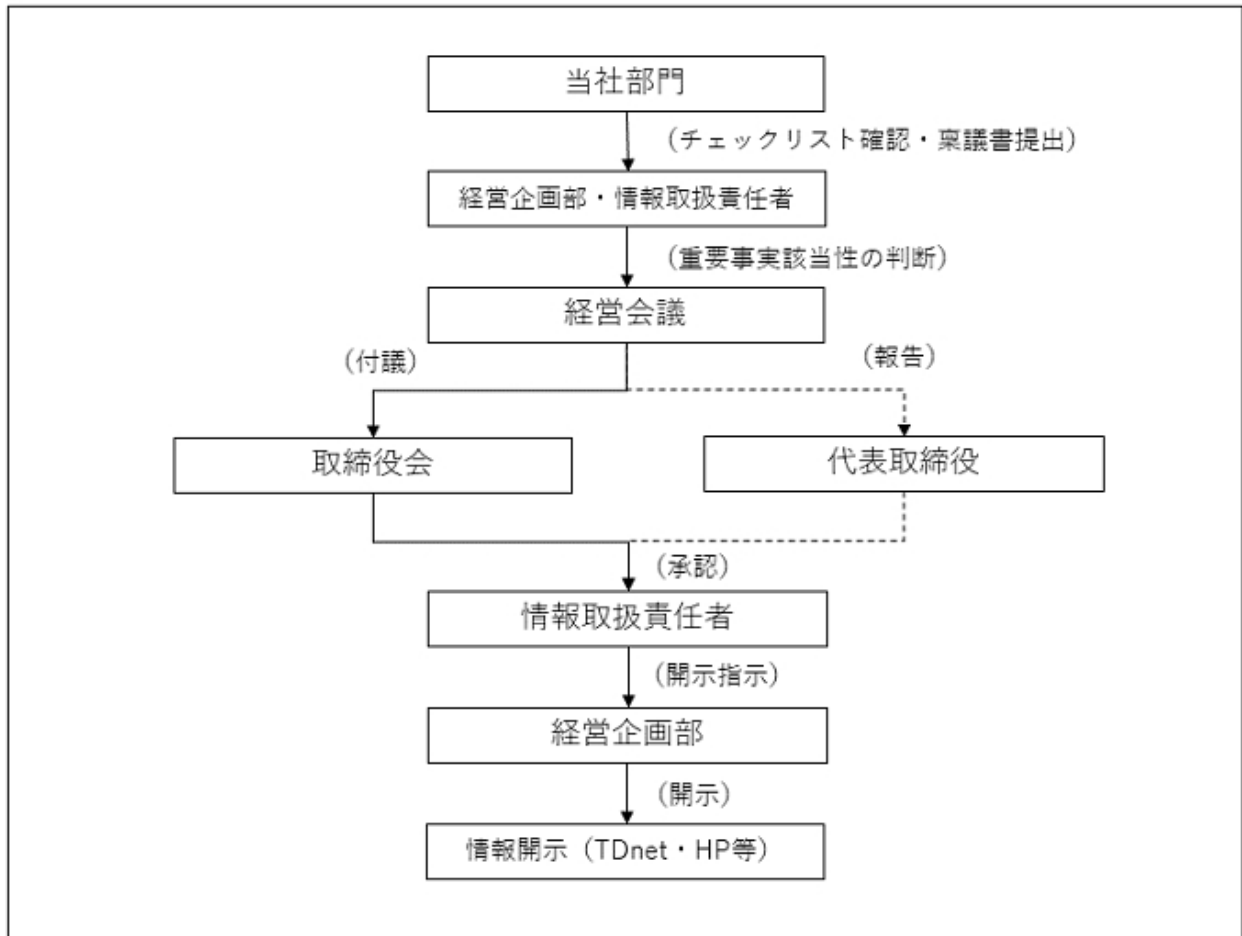 当社部門
（チェックリスト確認・稟議書提出）
経営企画部・情報取扱責任者
（重要事実該当性の判断）
経営会議
（付議）
（報告）
取締役会
代表取締役
（承認）
情報取扱責任者
（開示指示）
経営企画部
（開示）
情報開示（TDnet・HP等）